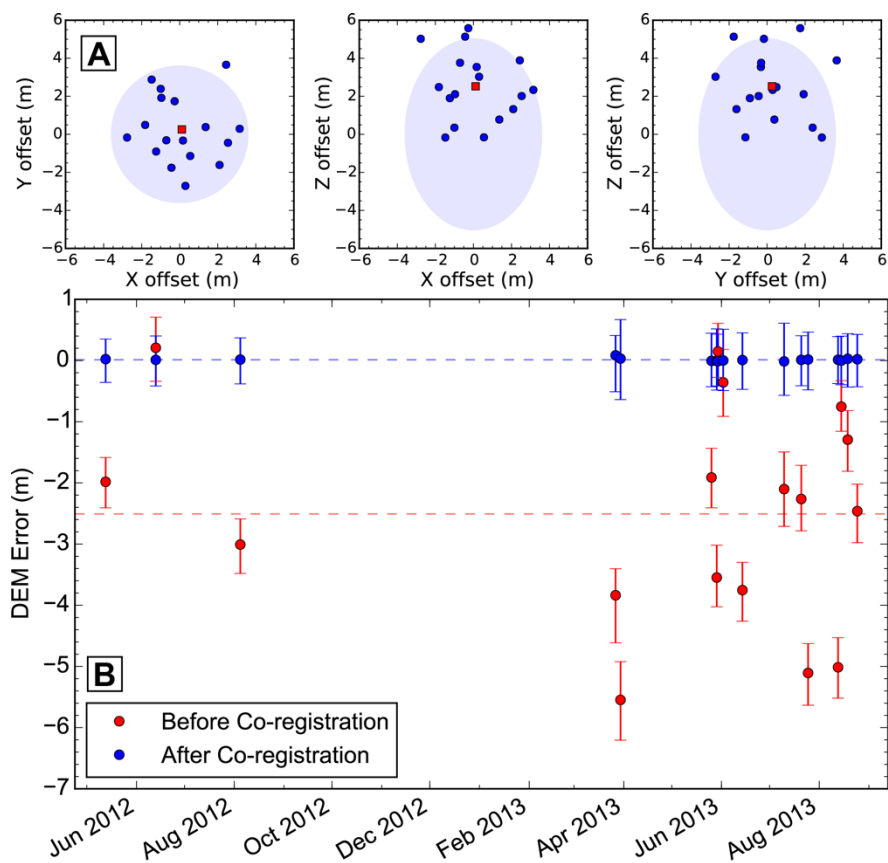 A
6
4
2
0
2
4
6
Y offset (m)
−6 −4 −2 0 2 4 6
X offset (m)
6
4
2
0
2
4
6
Z offset (m)
−6 −4 −2 0 2 4 6
X offset (m)
6
4
2
0
2
4
6
Z offset (m)
−6 −4 −2 0 2 4 6
Y offset (m)
1
0
−1
−2
−3
−4
−5
−6
−7
DEM Error (m)
B
Before Co-registration
After Co-registration
Jun 2012
Aug 2012
Oct 2012
Dec 2012
Feb 2013
Apr 2013
Jun 2013
Aug 2013